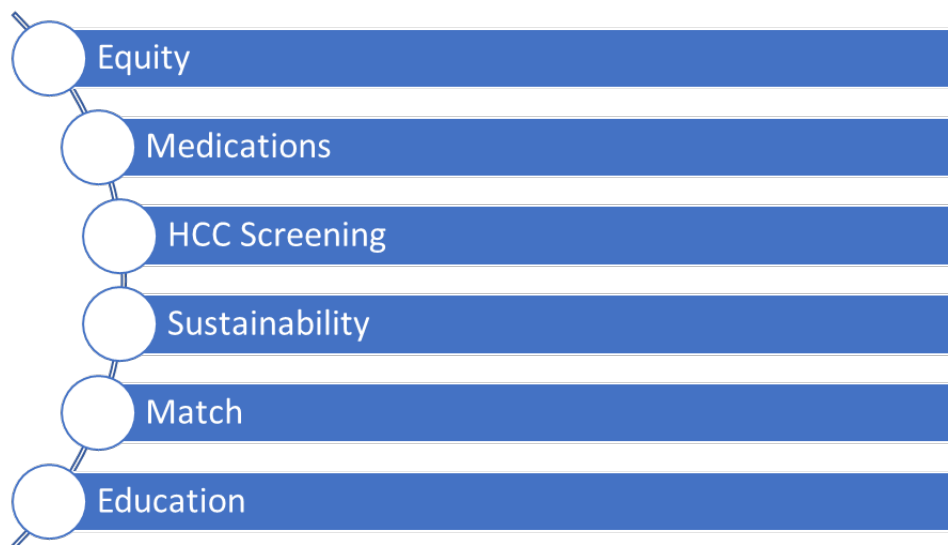 Equity
Medications
HCC Screening
Sustainability
Match
Education